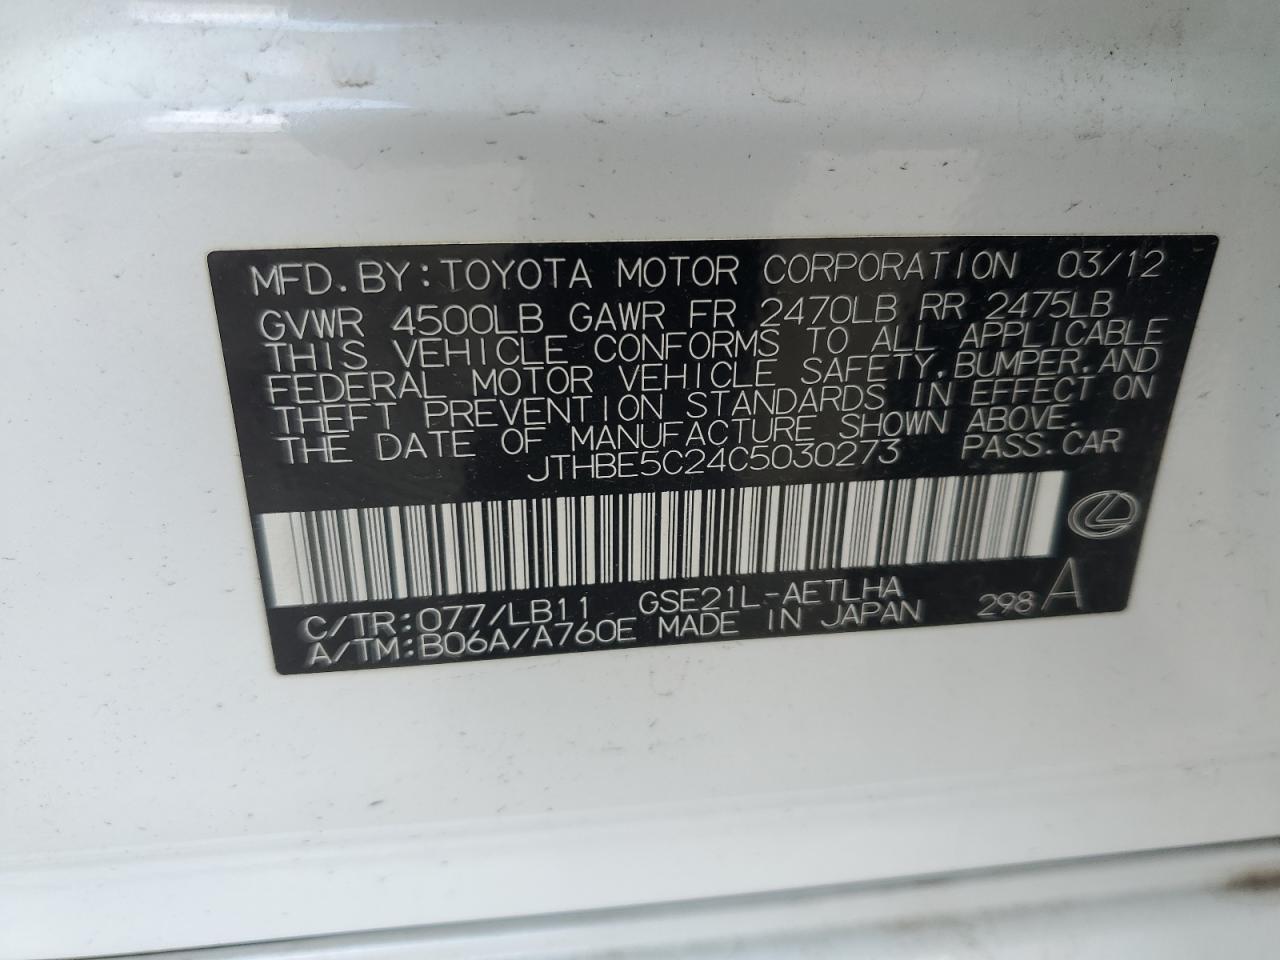 MFD. BY: TOYOTA MOTOR CORPORATION 03/12
GVWR 4500LB GAWR FR 2470LB RR 2475LB
THIS VEHICLE CONFORMS TO ALL APPLICABLE
FEDERAL MOTOR VEHICLE SAFETY, BUMPER, AND
THEFT PREVENTION STANDARDS IN EFFECT ON
THE DATE OF MANUFACTURE SHOWN ABOVE.
JTHBE5C24C5030273 PASS. CAR
C/TR: 077/LB11 GSE21L-AETLHA
A/TM: B06A/A760E MADE IN JAPAN 298 A